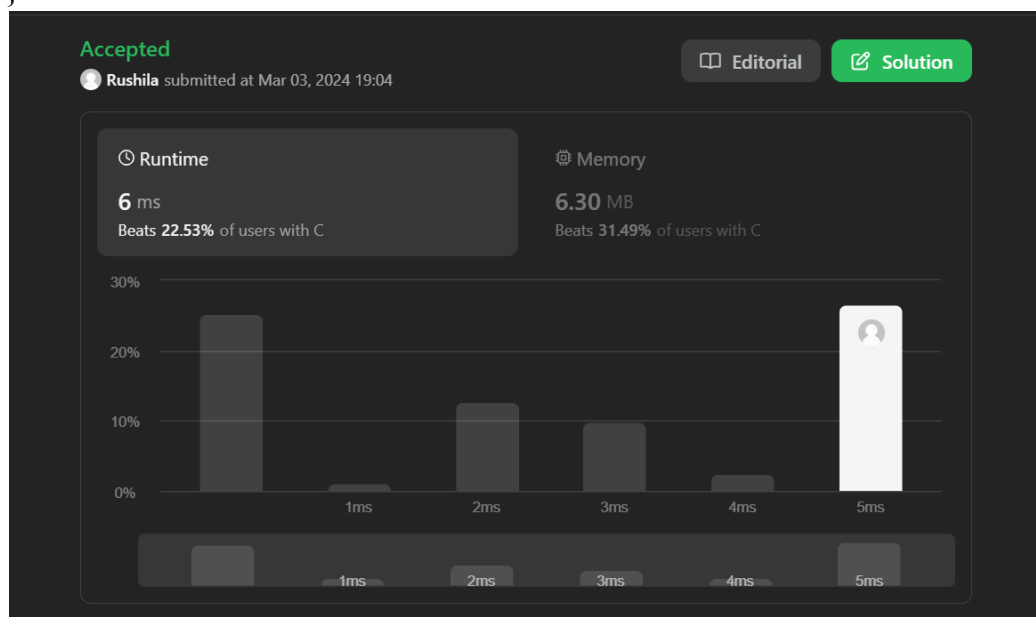 Accepted
Rushila submitted at Mar 03, 2024 19:04
Editorial
Solution
Runtime
6 ms
Beats 22.53% of users with C
Memory
6.30 MB
Beats 31.49% of users with C
30%
20%
10%
0%
1ms 2ms 3ms 4ms 5ms
1ms 2ms 3ms 4ms 5ms